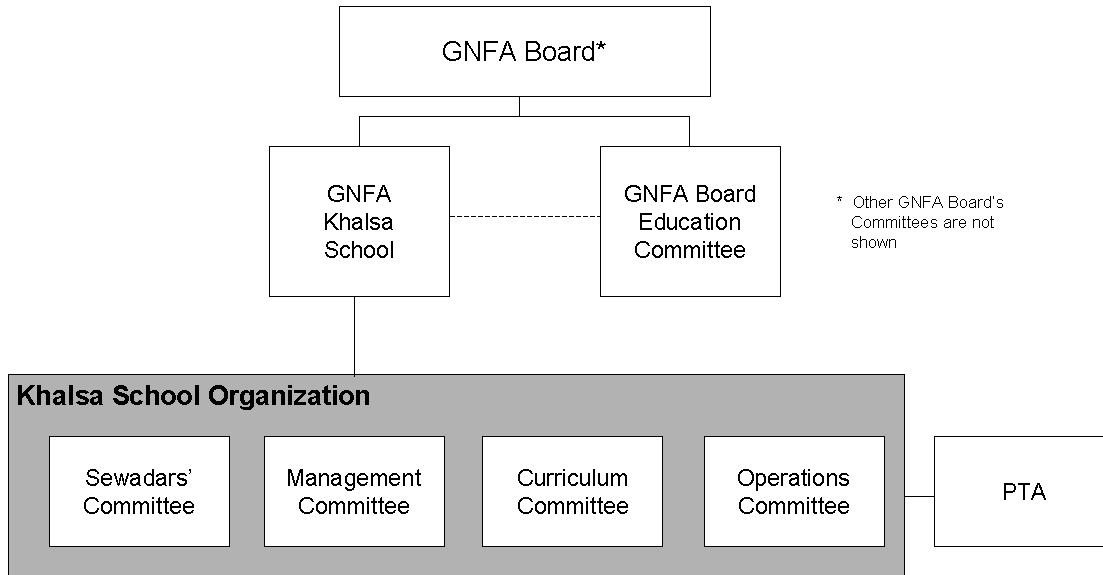 GNFA Board*
GNFA
Khalsa
School
GNFA Board
Education
Committee
* Other GNFA Board's
Committees are not
shown
Khalsa School Organization
Sewadars'
Committee
Management
Committee
Curriculum
Committee
Operations
Committee
PTA